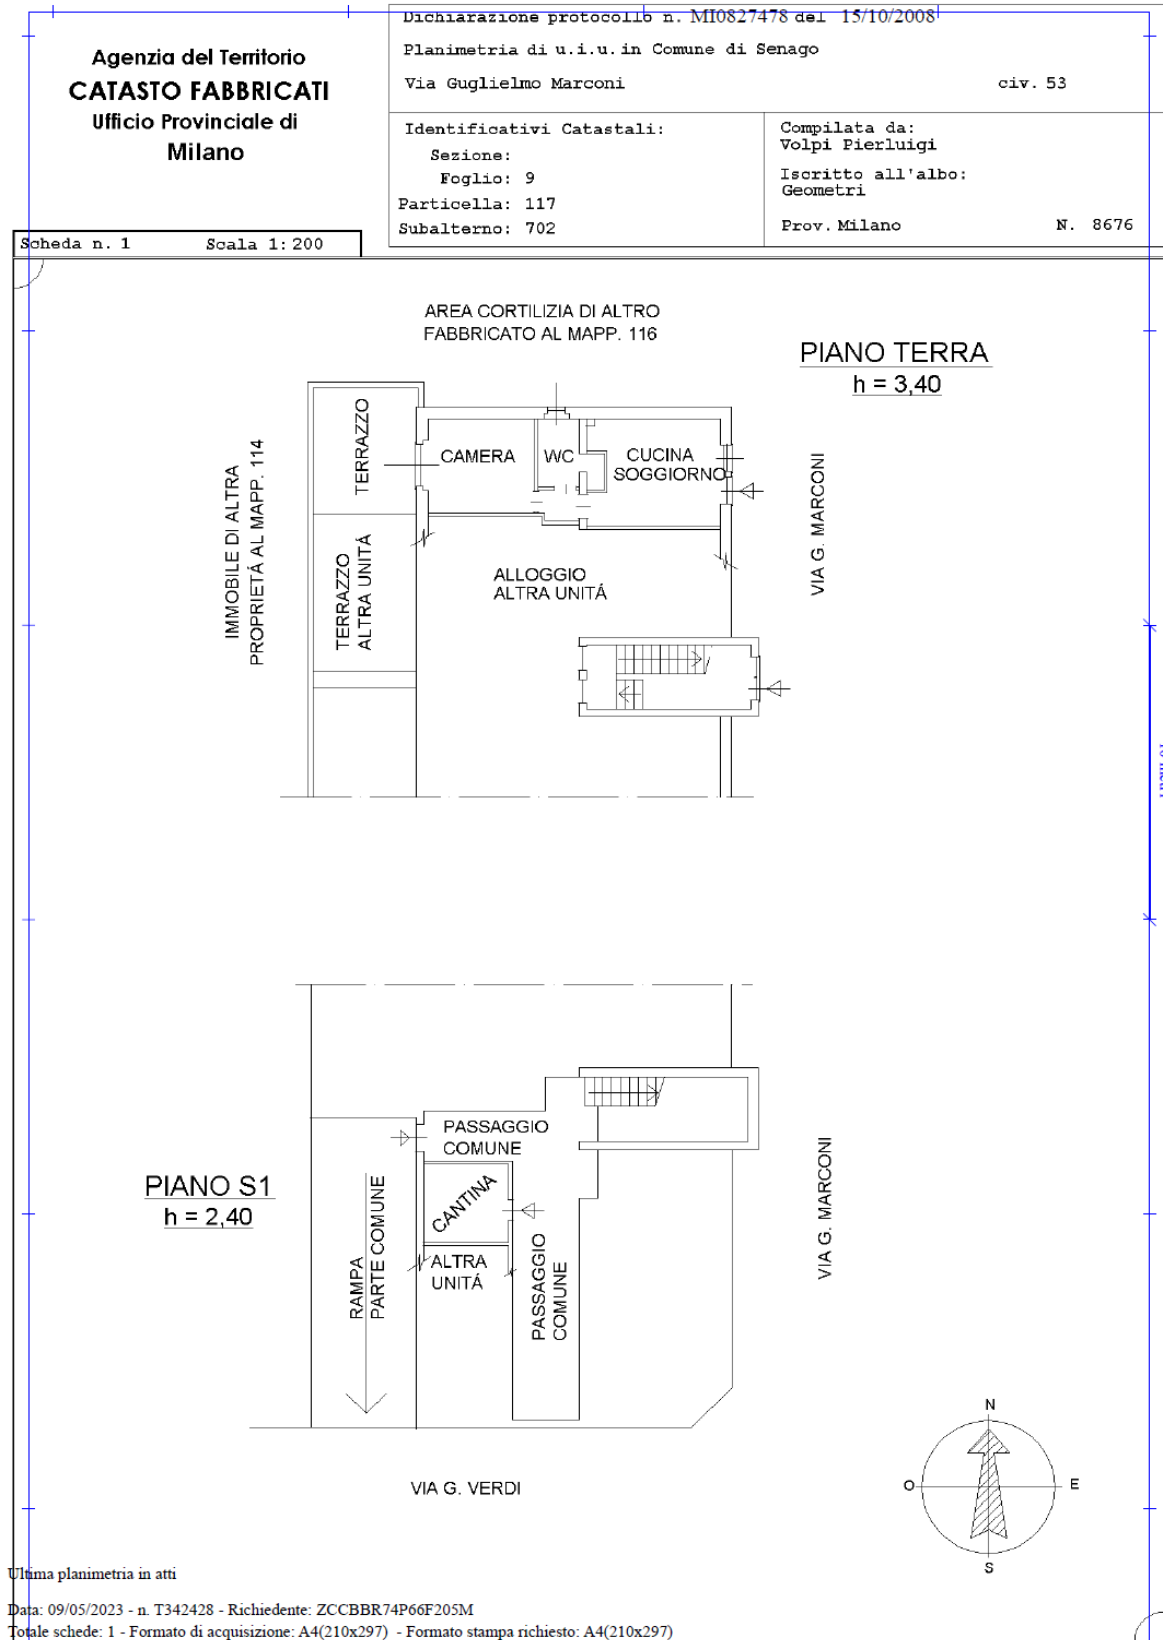 Agenzia del Territorio
CATASTO FABBRICATI
Ufficio Provinciale di
Milano
Dichiarazione protocollo n. MI0827478 del 15/10/2008
Planimetria di u.i.u. in Comune di Senago
Via Guglielmo Marconi civ. 53
Identificativi Catastali:
Sezione:
Foglio: 9
Particella: 117
Subalterno: 702
Compilata da:
Volpi Pierluigi
Iscritto all'albo:
Geometri
Prov. Milano N. 8676
Scheda n. 1 Scala 1:200
AREA CORTILIZIA DI ALTRO
FABBRICATO AL MAPP. 116
PIANO TERRA
h = 3,40
IMMOBILE DI ALTRA
PROPRIETÁ AL MAPP. 114
TERRAZZO
CAMERA
WC
CUCINA
SOGGIORNO
VIA G. MARCONI
TERRAZZO
ALTRA UNITÁ
ALLOGGIO
ALTRA UNITÁ
PIANO S1
h = 2,40
PASSAGGIO
COMUNE
CANTINA
RAMPA
PARTE COMUNE
ALTRA
UNITÁ
PASSAGGIO
COMUNE
VIA G. MARCONI
VIA G. VERDI
N
O
E
S
Ultima planimetria in atti
Data: 09/05/2023 - n. T342428 - Richiedente: ZCCBBR74P66F205M
Totale schede: 1 - Formato di acquisizione: A4(210x297) - Formato stampa richiesto: A4(210x297)